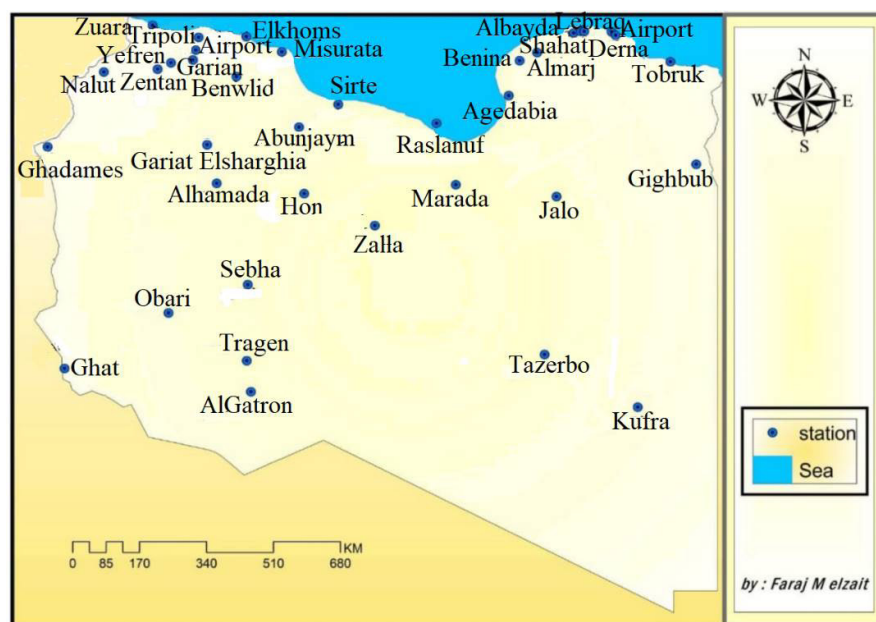 Zuara
Tripoli
Elkhoms
Albayda
Lebraq
Airport
Yefren
Airport
Misurata
Shahat
Derna
Garian
Benina
Almarj
Nalut
Zentan
Benwlid
Sirte
Tobruk
Agedabia
Abunjaym
Raslanuf
Ghadames
Gariat Elsharghia
Gighbub
Alhamada
Hon
Marada
Jalo
Załła
Sebha
Obari
Tragen
Ghat
Tazerbo
AlGatron
Kufra
N
W
E
S
station
Sea
KM
0 85 170 340 510 680
by : Faraj M elzait